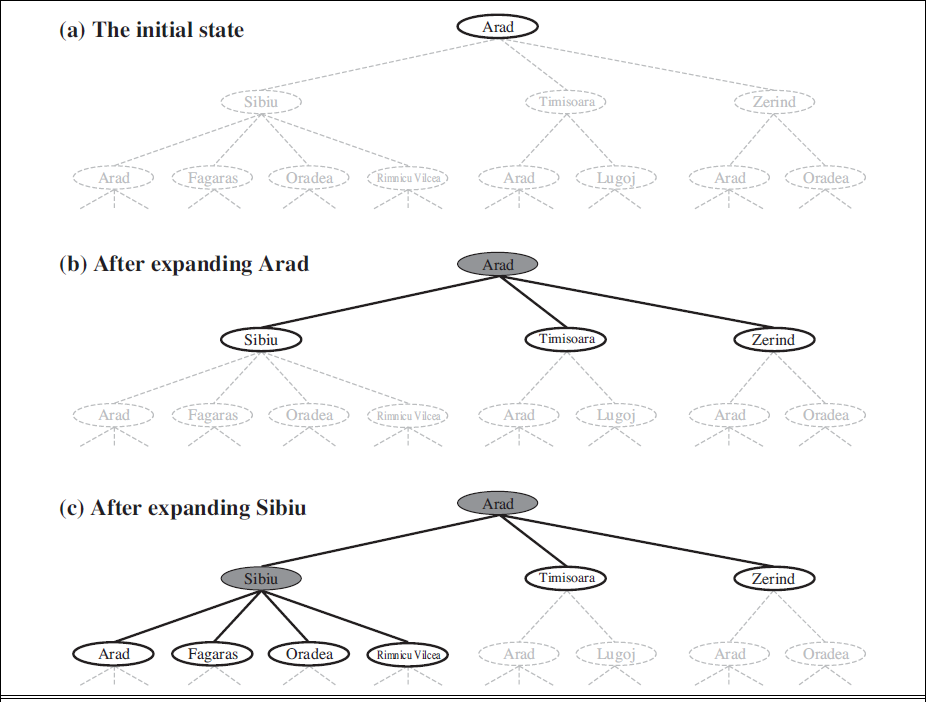 (a) The initial state
Arad
Sibiu Timisoara Zerind
Arad Fagaras Oradea Rimnicu Vilcea Arad Lugoj Arad Oradea
(b) After expanding Arad
Arad
Sibiu Timisoara Zerind
Arad Fagaras Oradea Rimnicu Vilcea Arad Lugoj Arad Oradea
(c) After expanding Sibiu
Arad
Sibiu Timisoara Zerind
Arad Fagaras Oradea Rimnicu Vilcea Arad Lugoj Arad Oradea